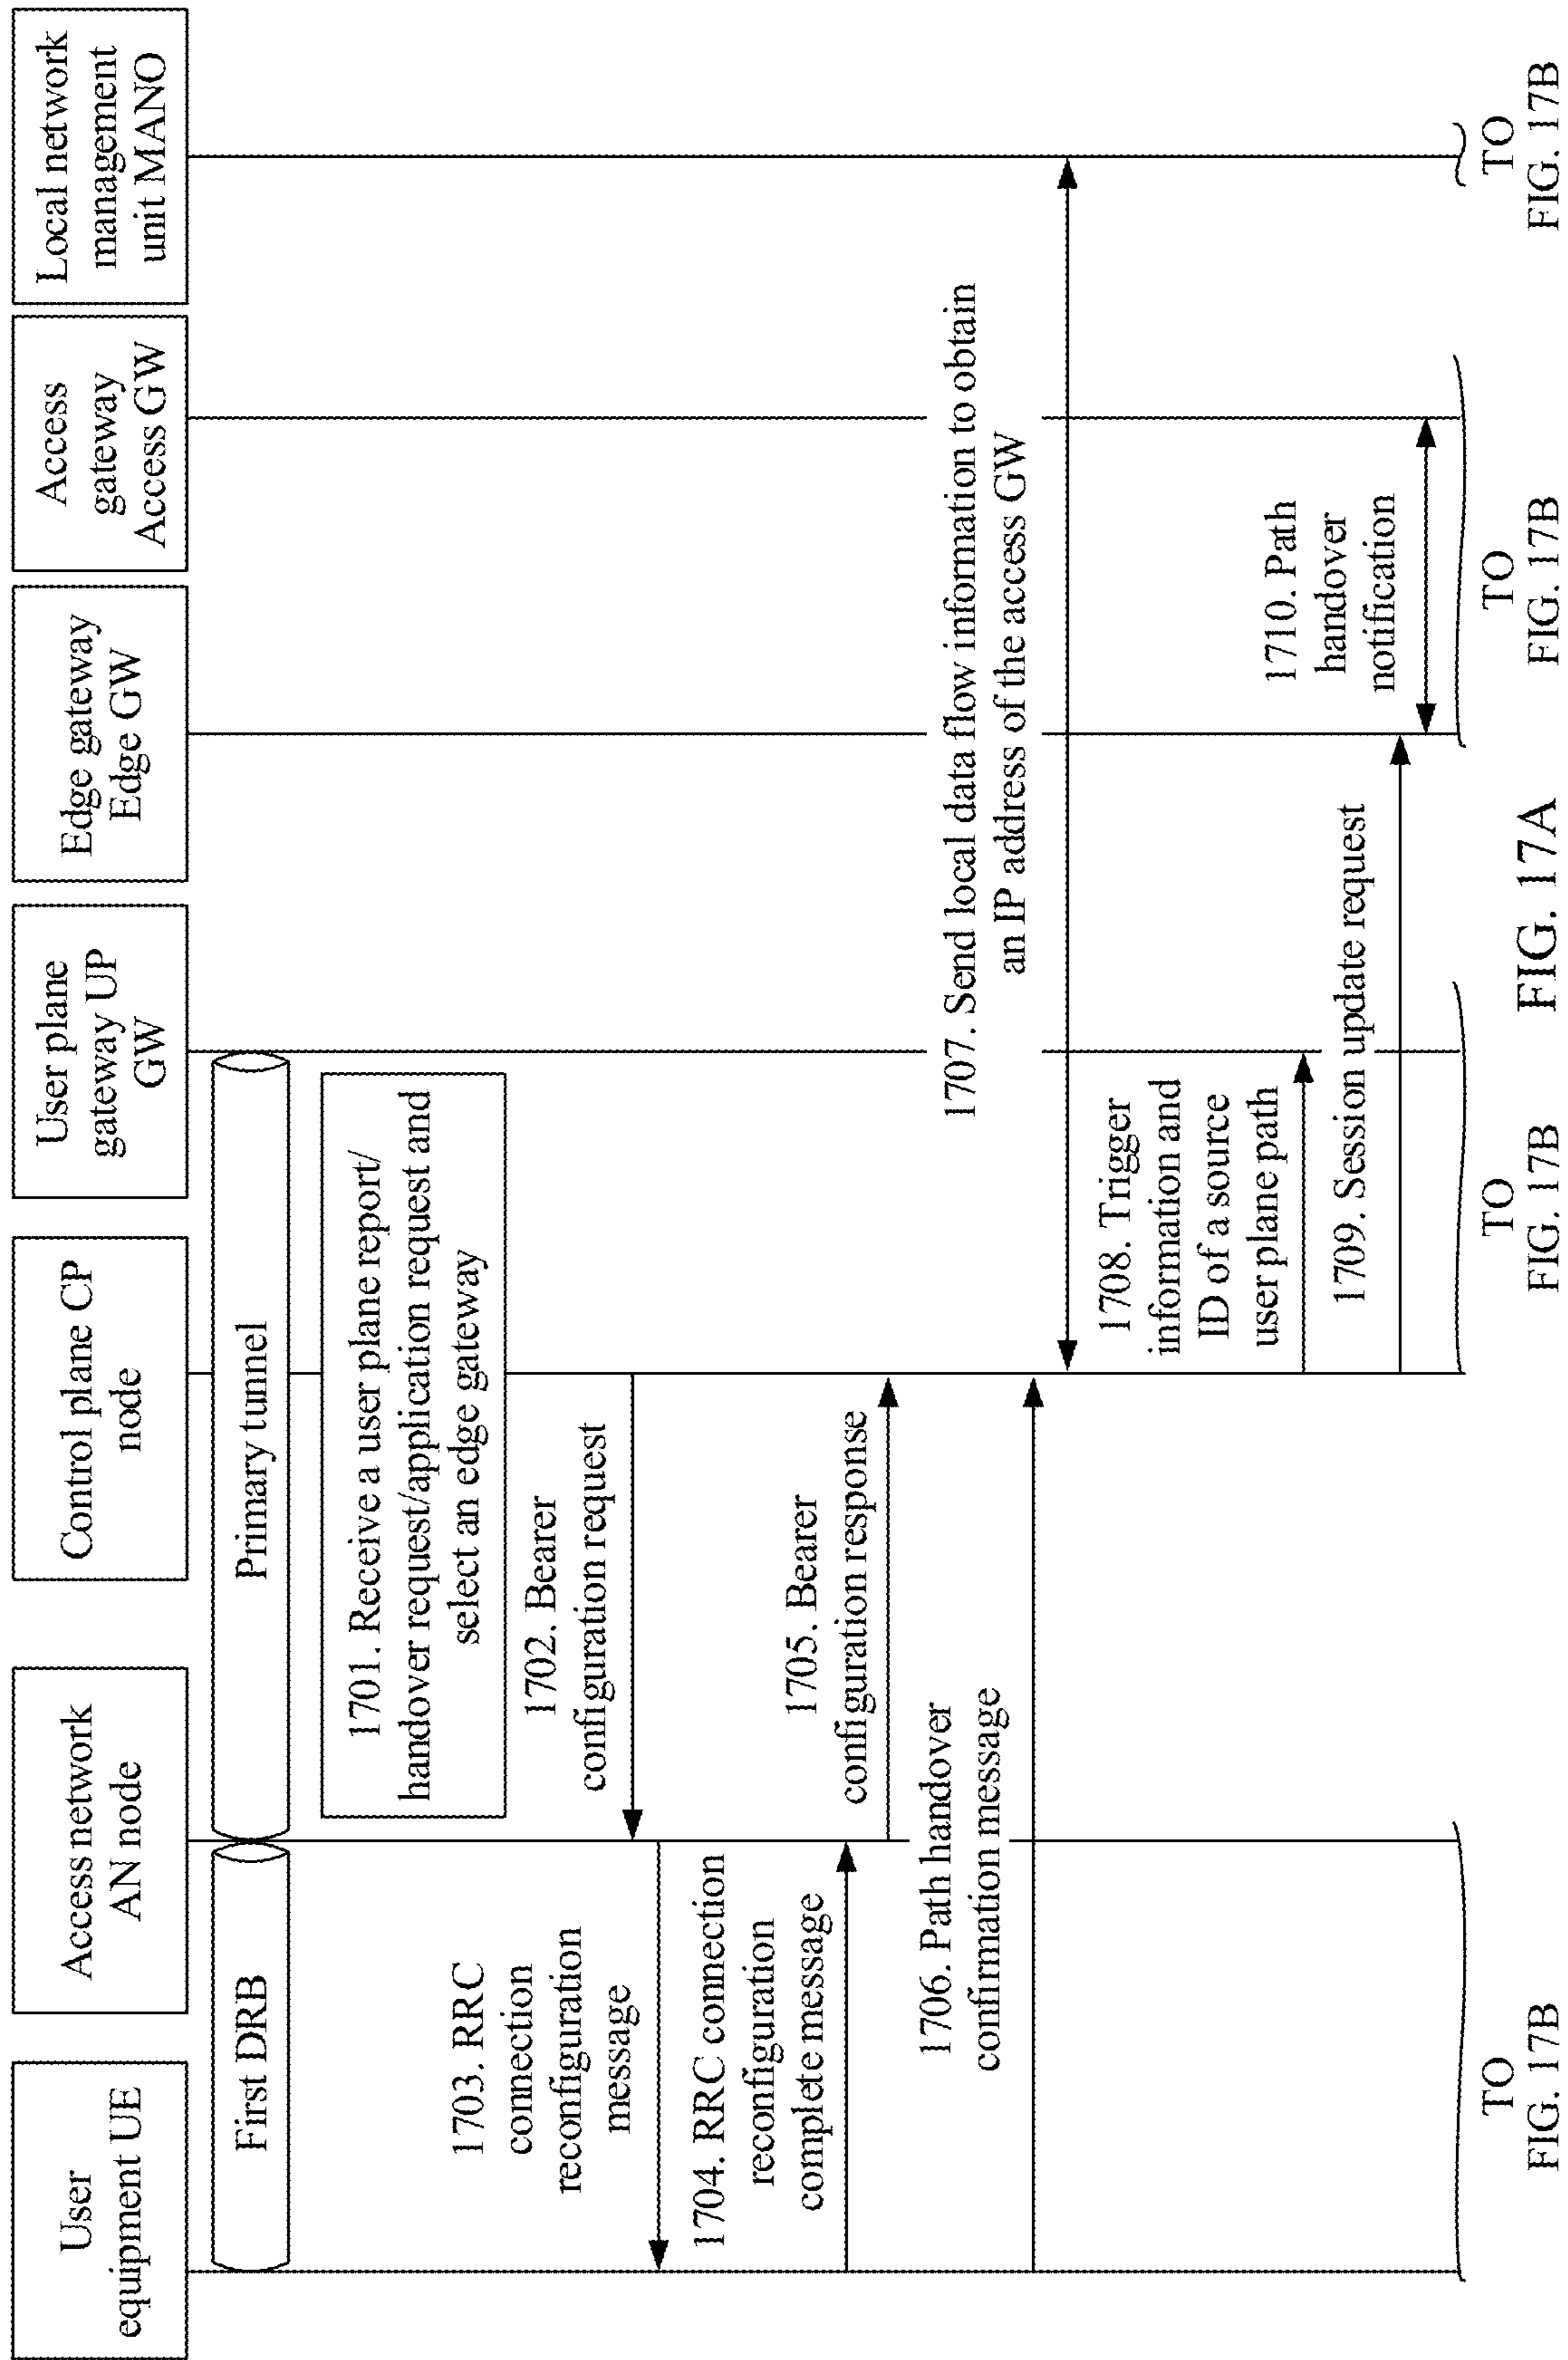 User
equipment UE
Access network
AN node
Control plane CP
node
User plane
gateway UP
GW
Edge gateway
Edge GW
Access
gateway
Access GW
Local network
management
unit MANO
First DRB
Primary tunnel
1701. Receive a user plane report/
handover request/application request and
select an edge gateway
1702. Bearer
configuration request
1703. RRC
connection
reconfiguration
message
1704. RRC connection
reconfiguration
complete message
1705. Bearer
configuration response
1706. Path handover
confirmation message
1707. Send local data flow information to obtain
an IP address of the access GW
1708. Trigger
information and
ID of a source
user plane path
1709. Session update request
1710. Path
handover
notification
TO
FIG. 17B
TO
FIG. 17B
TO
FIG. 17B
TO
FIG. 17B
FIG. 17A